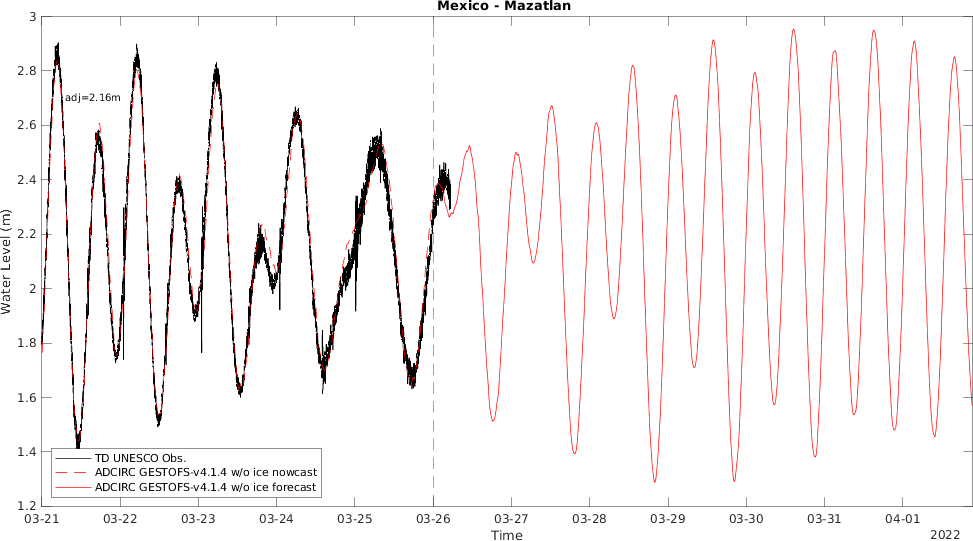 Mexico - Mazatlan
3
2.8
2.6
2.4
2.2
2
1.8
1.6
1.4
1.2
Water Level (m)
adj=2.16m
TD UNESCO Obs.
ADCIRC GESTOFS-v4.1.4 w/o ice nowcast
ADCIRC GESTOFS-v4.1.4 w/o ice forecast
03-21 03-22 03-23 03-24 03-25 03-26 03-27 03-28 03-29 03-30 03-31 04-01
Time
2022